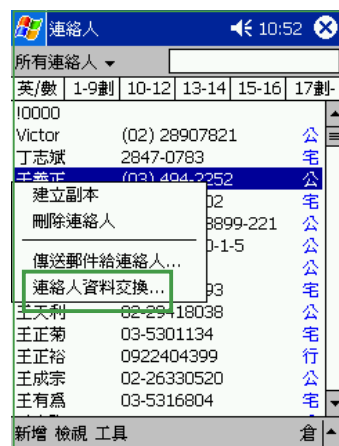 連絡人 10:52
所有連絡人
英/數 1-9劃 10-12 13-14 15-16 17劃-
!0000
Victor (02) 28907821 公
丁志斌 2847-0783 宅
王義正 (03) 494-2252 公
建立副本 02 宅
刪除連絡人 8899-221 公
0-1-5 公
傳送郵件給連絡人... 公
連絡人資料交換... 93 宅
王天利 02-29418038 公
王正菊 03-5301134 宅
王正裕 0922404399 行
王成宗 02-26330520 公
王有為 03-5316804 宅
新增 檢視 工具 倉